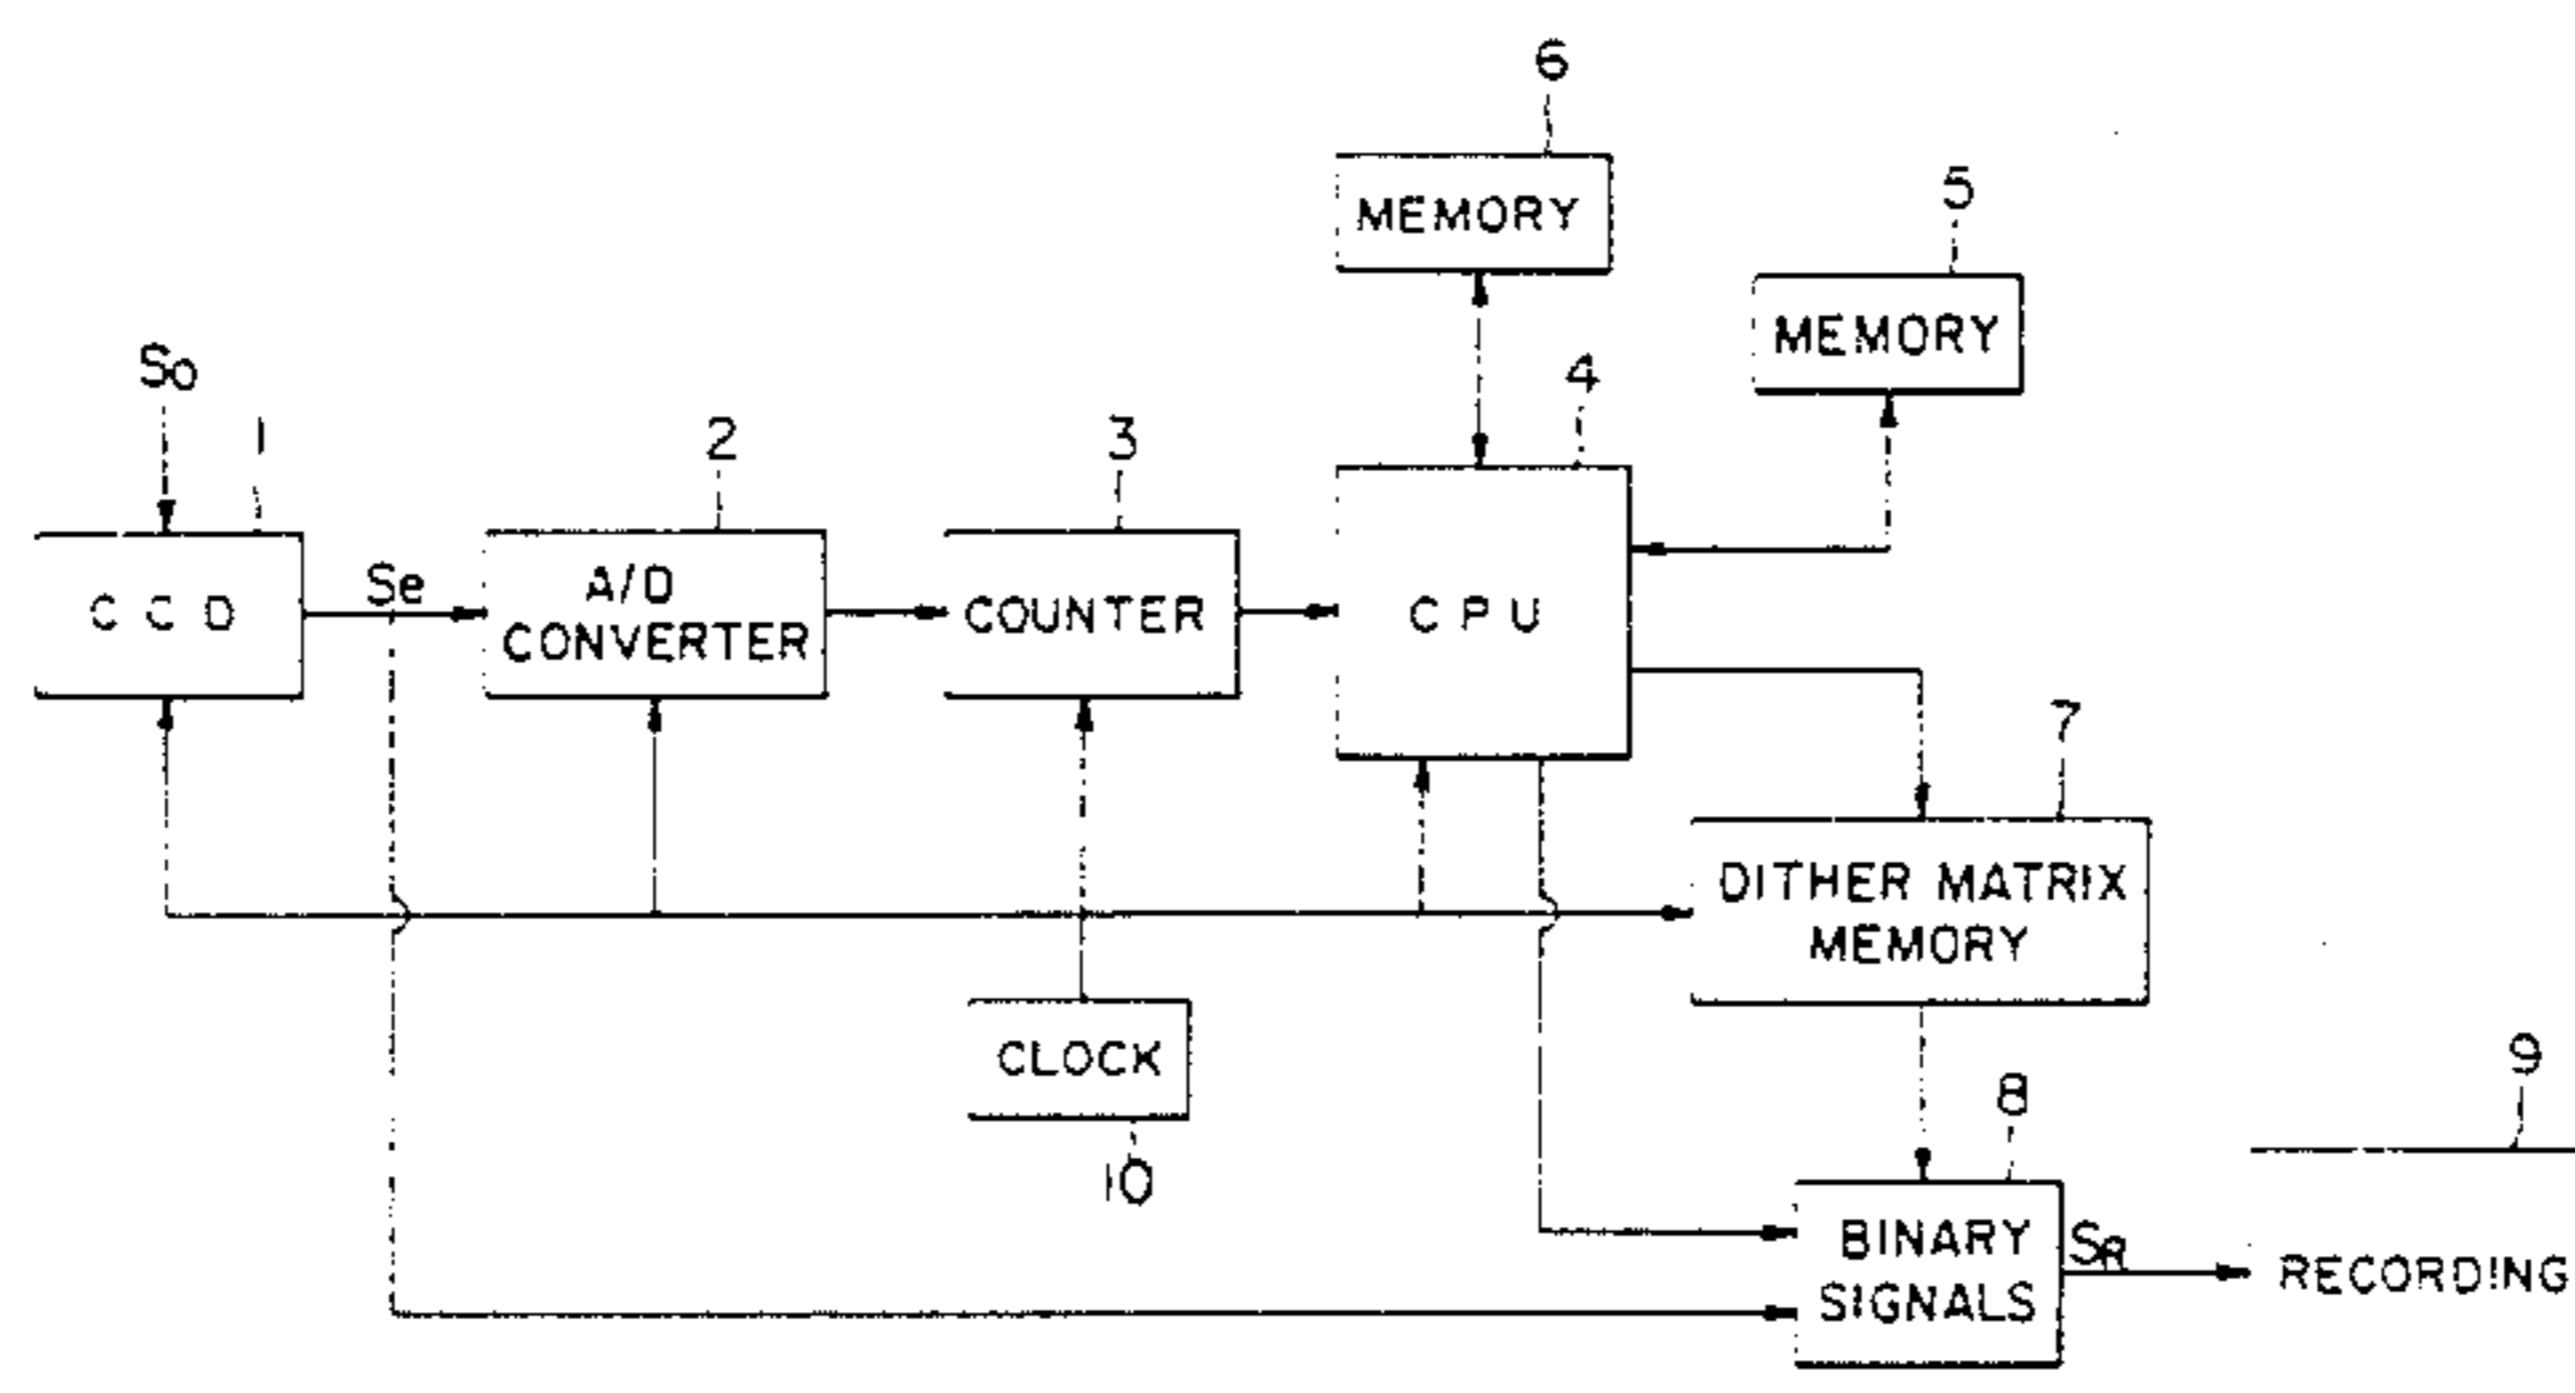 6
MEMORY
5
MEMORY
So
1
2
3
4
CCD
Se
A/D
CONVERTER
COUNTER
CPU
7
DITHER MATRIX
MEMORY
CLOCK
10
8
BINARY
SIGNALS
SR
9
RECORDING